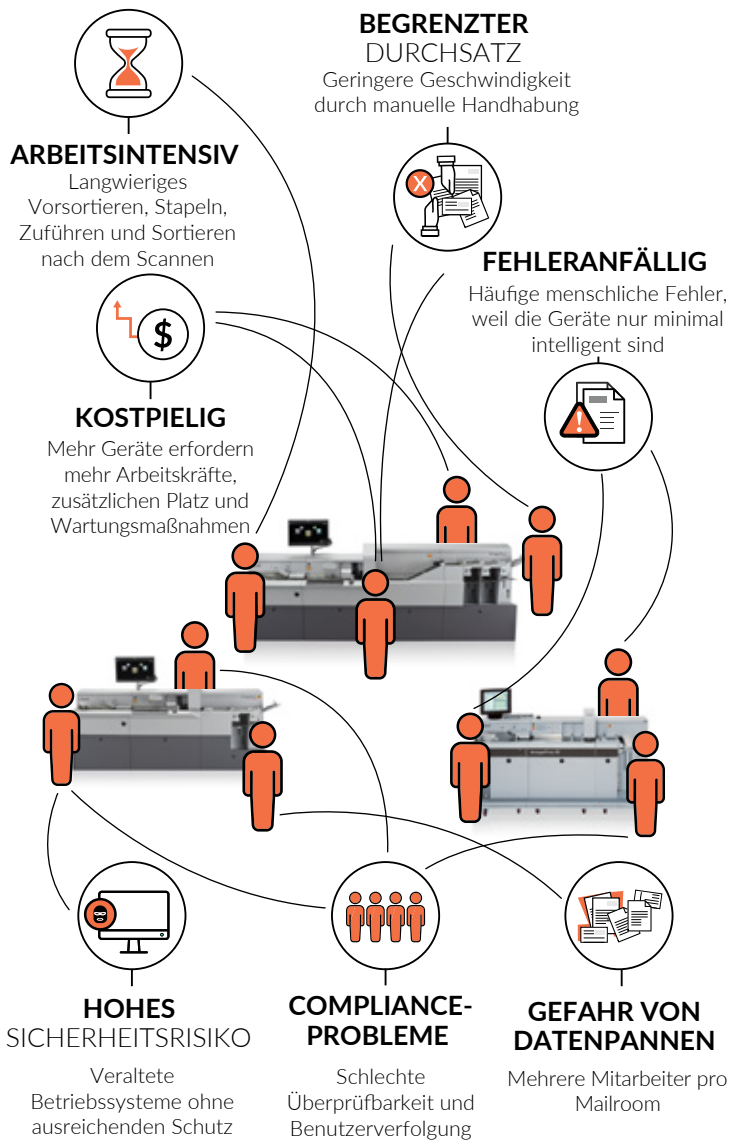 BEGRENZTER
DURCHSATZ
Geringere Geschwindigkeit
durch manuelle Handhabung
ARBEITSINTENSIV
Langwieriges
Vorsortieren, Stapeln,
Zuführen und Sortieren
nach dem Scannen
X
FEHLERANFÄLLIG
Häufige menschliche Fehler,
weil die Geräte nur minimal
intelligent sind
$
KOSTPIELIG
Mehr Geräte erfordern
mehr Arbeitskräfte,
zusätzlichen Platz und
Wartungsmaßnahmen
!
HOHES
SICHERHEITSRISIKO
Veraltete
Betriebssysteme ohne
ausreichenden Schutz
COMPLIANCE-
PROBLEME
Schlechte
Überprüfbarkeit und
Benutzerverfolgung
GEFAHR VON
DATENPANNEN
Mehrere Mitarbeiter pro
Mailroom